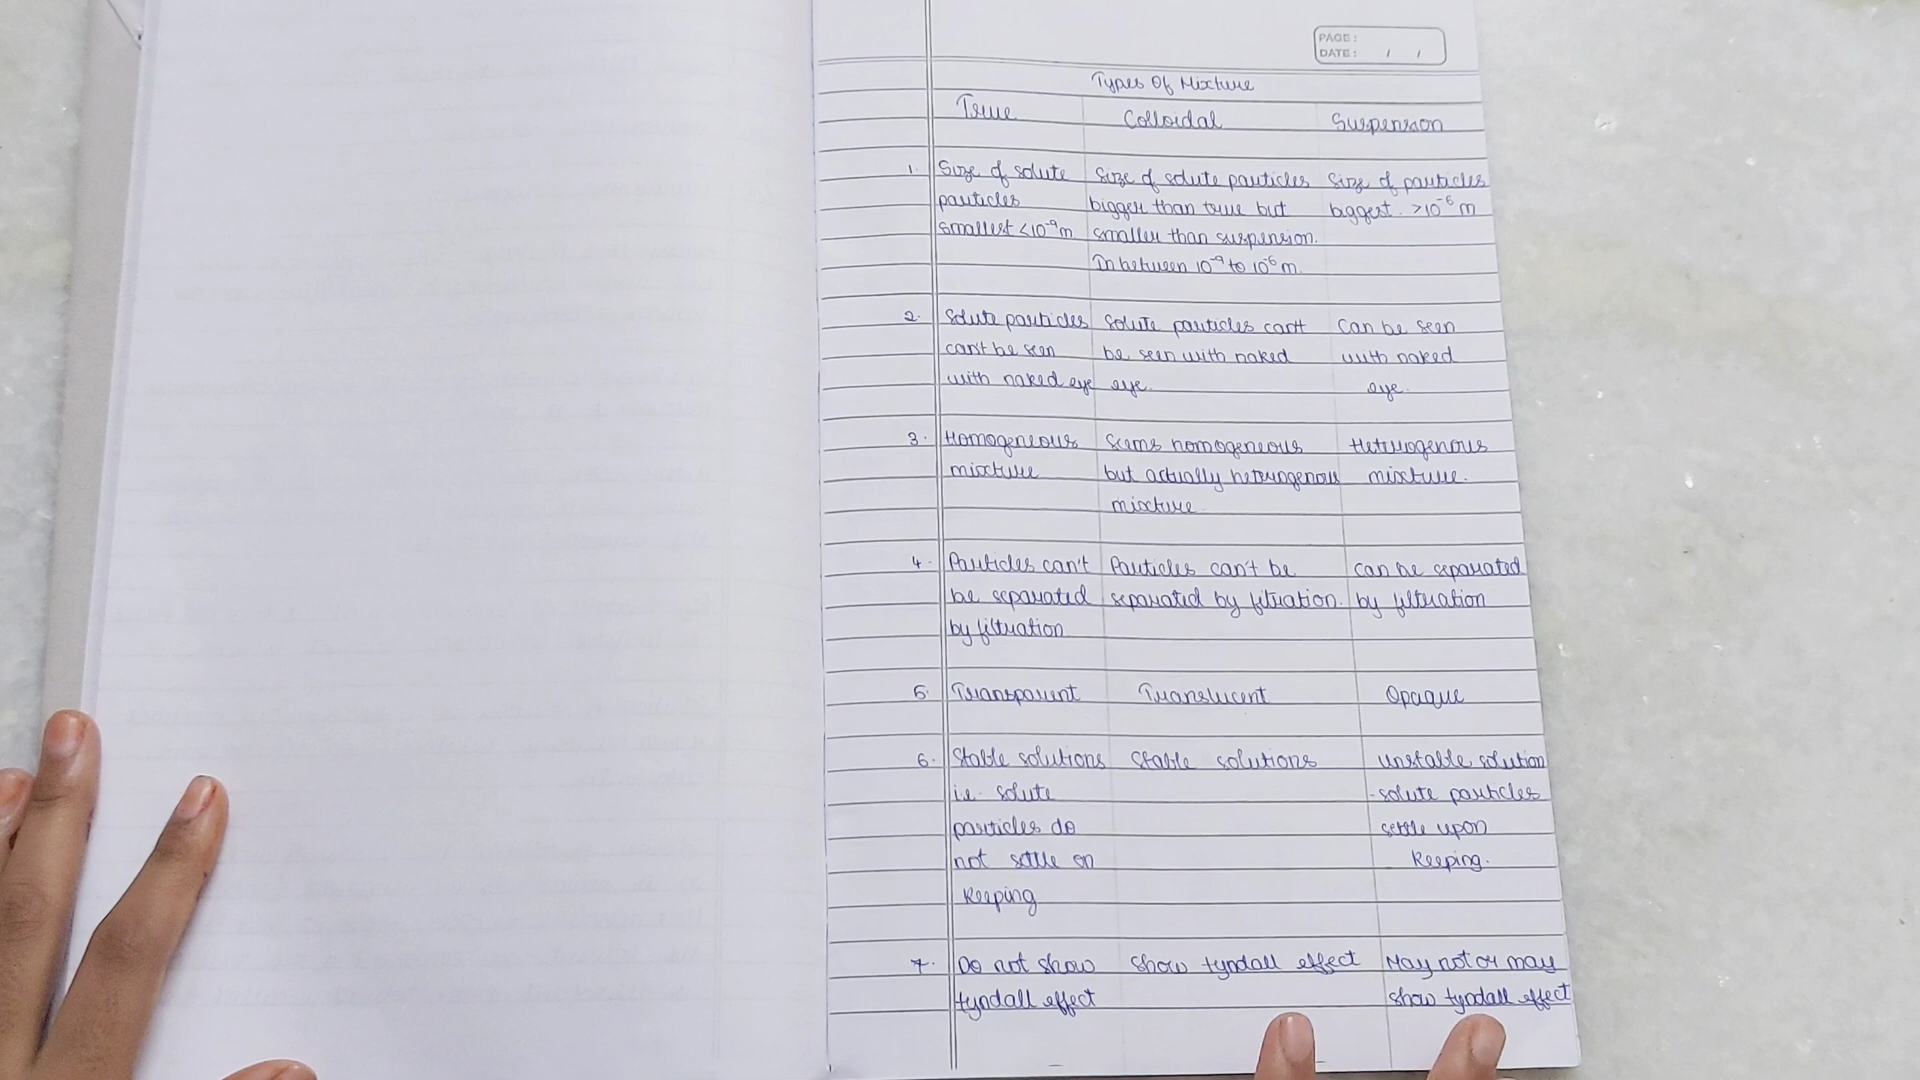 PAGE:
DATE: / /
Types Of Mixture
True Colloidal Suspension
1. Size of solute Size of solute particles Size of particles
particles bigger than true but biggest. >10⁻⁶ m
smallest <10⁻⁹m smaller than suspension.
In between 10⁻⁹ to 10⁻⁶ m.
2. Solute particles Solute particles can't Can be seen
can't be seen be seen with naked with naked
with naked eye eye. eye.
3. Homogeneous Seems homogeneous Hetrogenous
mixture but actually hetrogenous mixture.
mixture
4. Particles can't Particles can't be can be separated
be separated separated by filtration. by filtration
by filtration
5. Transparent Translucent Opaque
6. Stable solutions Stable solutions Unstable solution
i.e. solute -solute particles
particles do settle upon
not settle on keeping.
keeping
7. Do not show Show tyndall effect May not or may
tyndall effect show tyndall effect